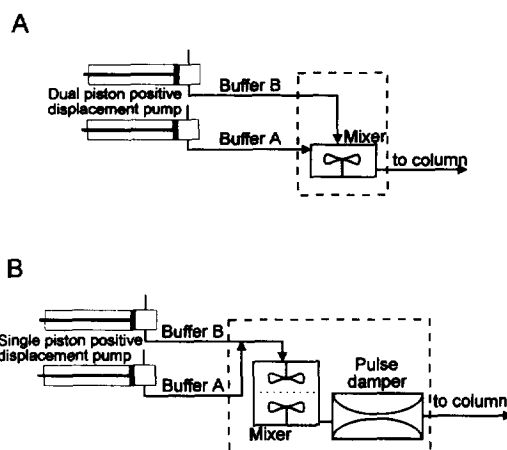 A
Buffer B
Dual piston positive
displacement pump
Buffer A
Mixer
to column
B
Buffer B
Single piston positive
displacement pump
Buffer A
Pulse
damper
to column
Mixer